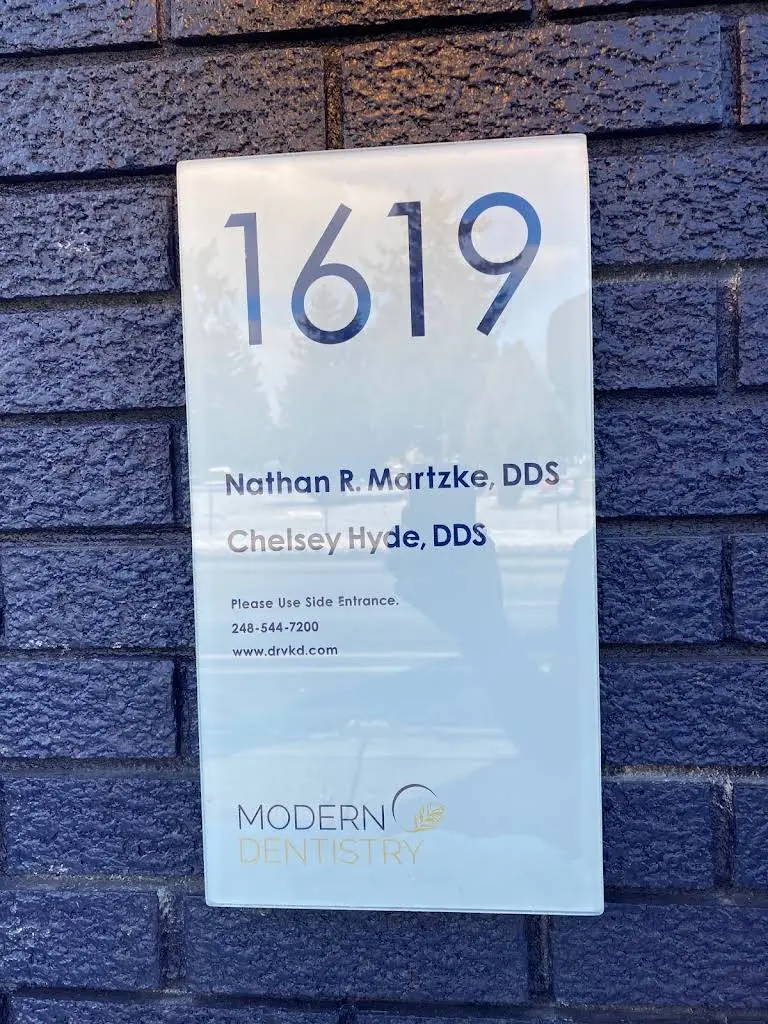 1619
Nathan R. Martzke, DDS
Chelsey Hyde, DDS
Please Use Side Entrance.
248-544-7200
www.drvkd.com
MODERN
DENTISTRY